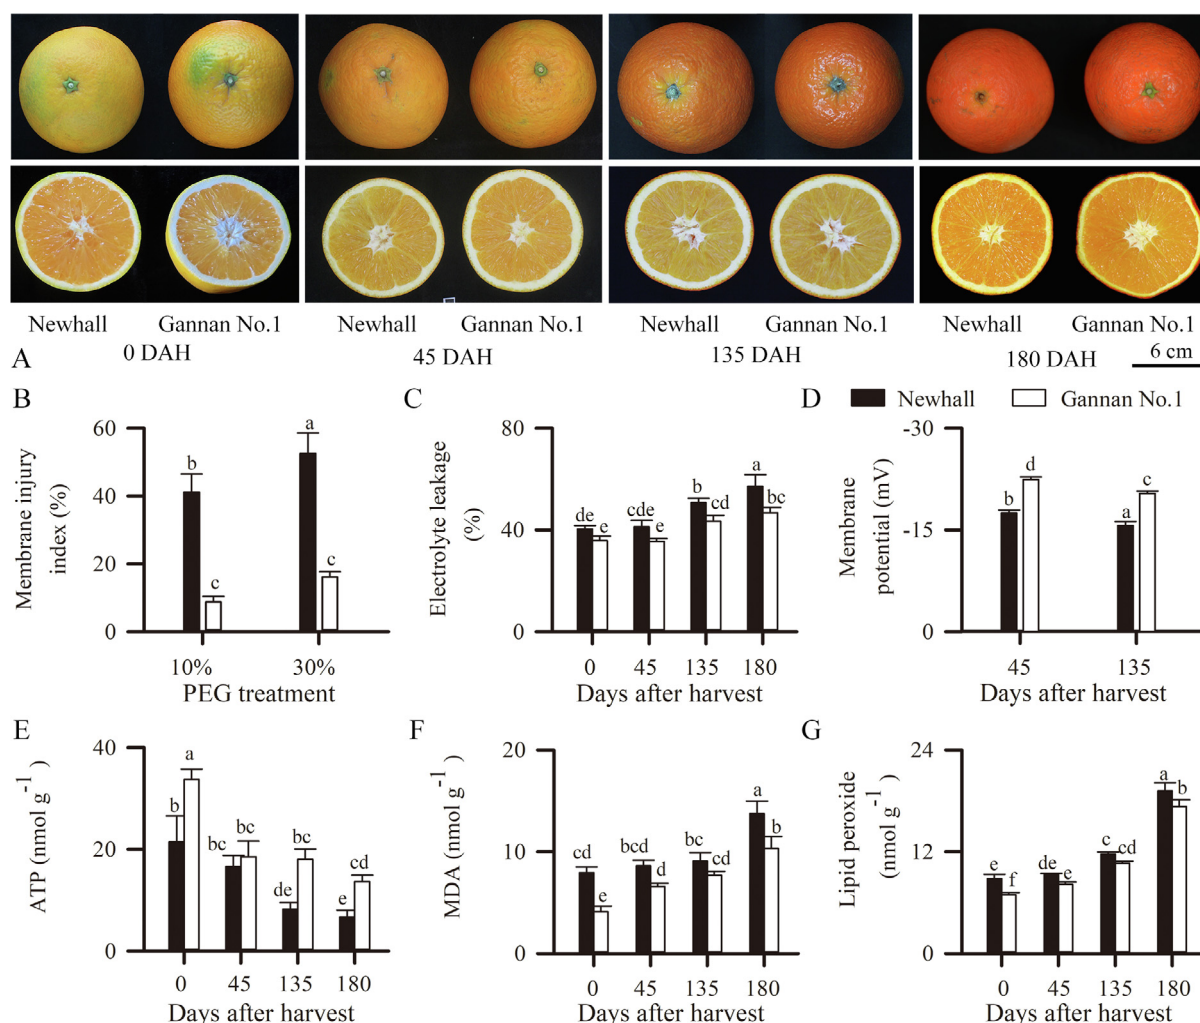 Newhall Gannan No.1 Newhall Gannan No.1 Newhall Gannan No.1 Newhall Gannan No.1
A 0 DAH 45 DAH 135 DAH 180 DAH 6 cm
B
Membrane injury
index (%)
60
40
20
0
b c a c
10% 30%
PEG treatment
C
Electrolyte leakage
(%)
80
40
0
de e cde e b cd a bc
0 45 135 180
Days after harvest
D
Newhall Gannan No.1
Membrane
potential (mV)
-30
-15
0
b d a c
45 135
Days after harvest
E
ATP (nmol g-1)
40
20
0
b a bc bc de bc e cd
0 45 135 180
Days after harvest
F
MDA (nmol g-1)
20
10
0
cd e bcd d bc cd a b
0 45 135 180
Days after harvest
G
Lipid peroxide
(nmol g-1)
24
12
0
e f de e c cd a b
0 45 135 180
Days after harvest